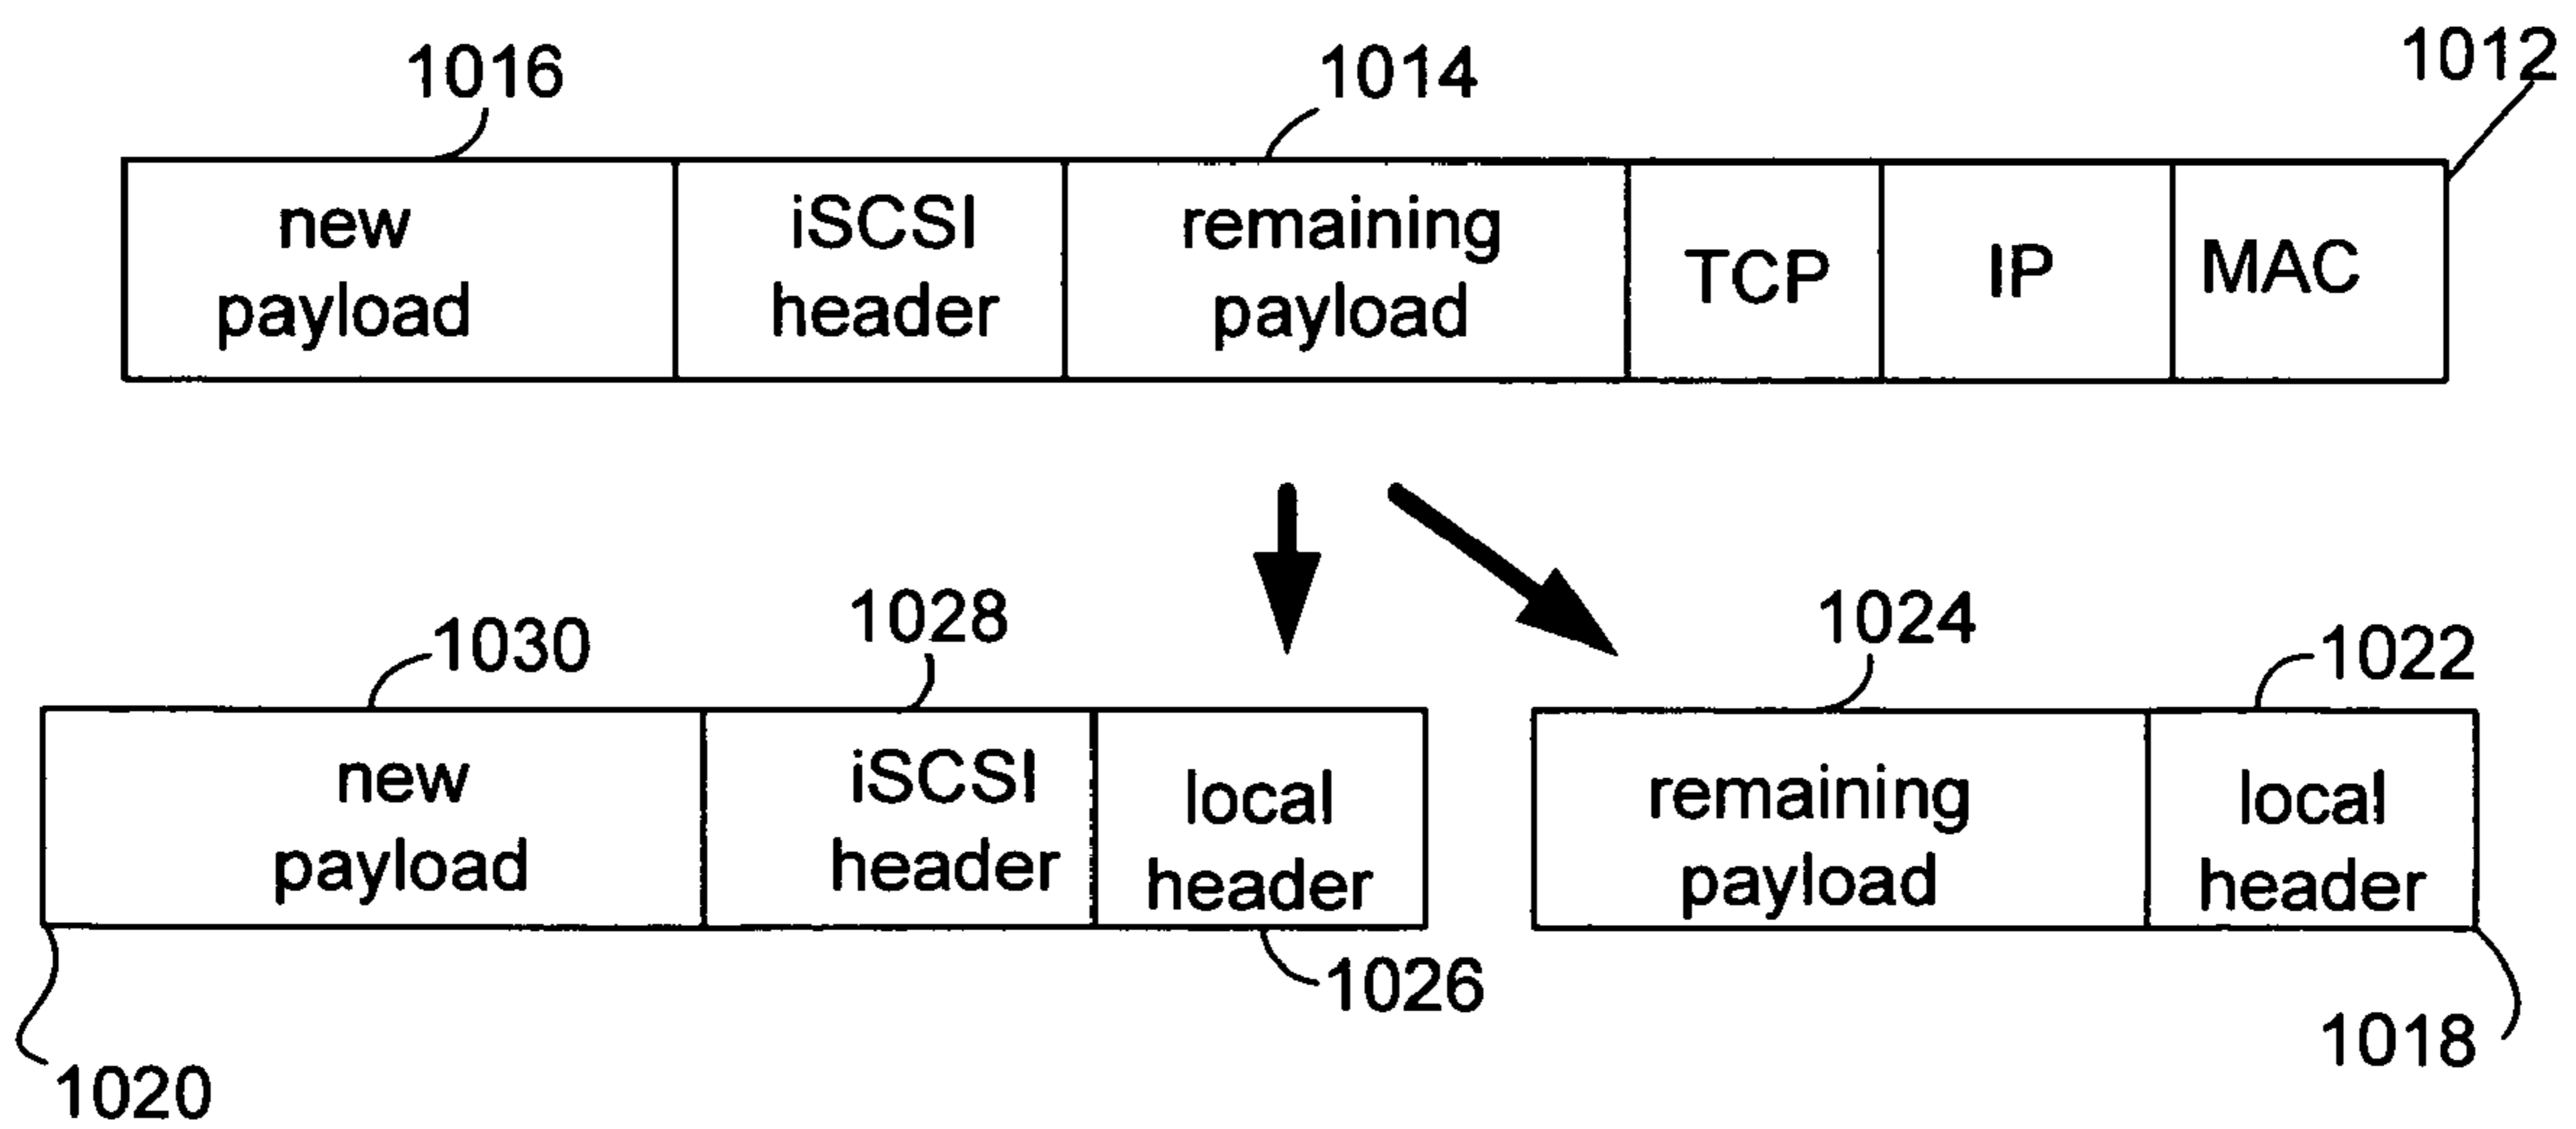 1016
1014
1012
new
payload
iSCSI
header
remaining
payload
TCP
IP
MAC
1030
1028
1024
1022
new
payload
iSCSI
header
local
header
remaining
payload
local
header
1026
1018
1020